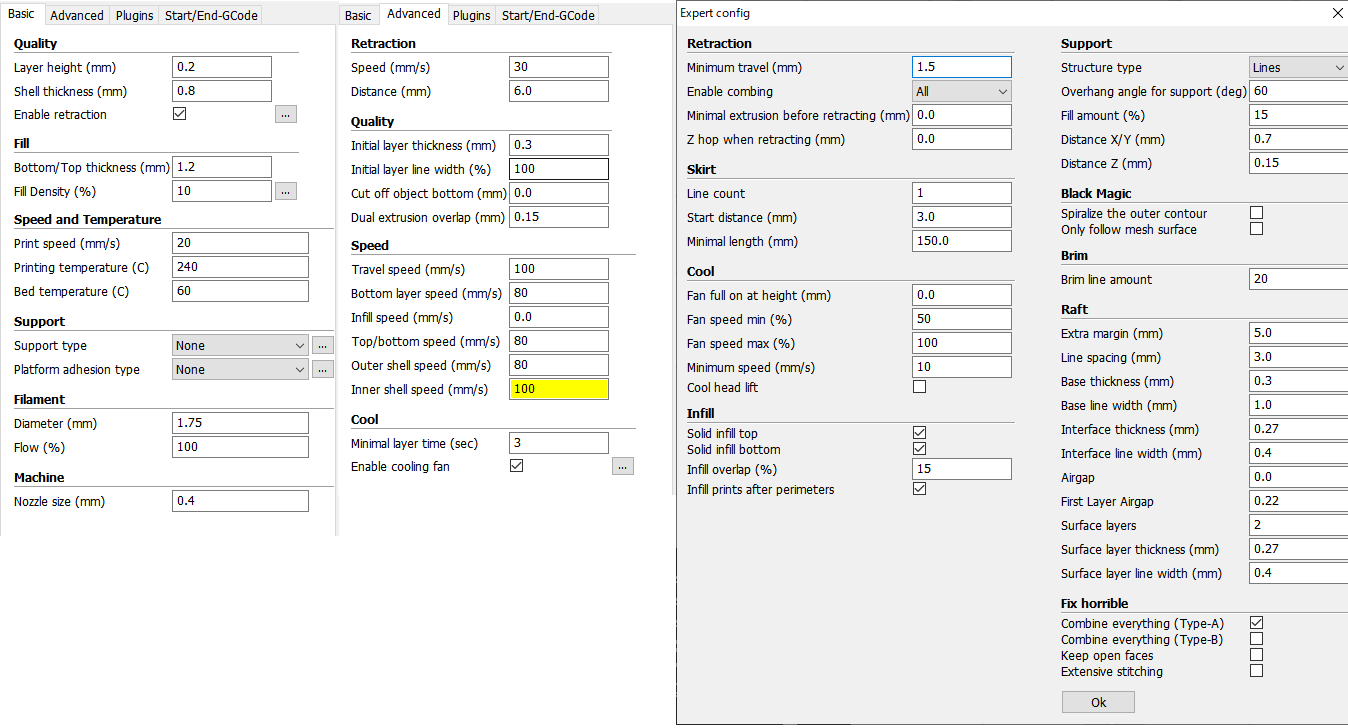 Basic Advanced Plugins Start/End-GCode
Quality
Layer height (mm) 0.2
Shell thickness (mm) 0.8
Enable retraction ...
Fill
Bottom/Top thickness (mm) 1.2
Fill Density (%) 10 ...
Speed and Temperature
Print speed (mm/s) 20
Printing temperature (C) 240
Bed temperature (C) 60
Support
Support type None ...
Platform adhesion type None ...
Filament
Diameter (mm) 1.75
Flow (%) 100
Machine
Nozzle size (mm) 0.4
Basic Advanced Plugins Start/End-GCode
Retraction
Speed (mm/s) 30
Distance (mm) 6.0
Quality
Initial layer thickness (mm) 0.3
Initial layer line width (%) 100
Cut off object bottom (mm) 0.0
Dual extrusion overlap (mm) 0.15
Speed
Travel speed (mm/s) 100
Bottom layer speed (mm/s) 80
Infill speed (mm/s) 0.0
Top/bottom speed (mm/s) 80
Outer shell speed (mm/s) 80
Inner shell speed (mm/s) 100
Cool
Minimal layer time (sec) 3
Enable cooling fan ...
Expert config
Retraction
Minimum travel (mm) 1.5
Enable combing All
Minimal extrusion before retracting (mm) 0.0
Z hop when retracting (mm) 0.0
Skirt
Line count 1
Start distance (mm) 3.0
Minimal length (mm) 150.0
Cool
Fan full on at height (mm) 0.0
Fan speed min (%) 50
Fan speed max (%) 100
Minimum speed (mm/s) 10
Cool head lift
Infill
Solid infill top
Solid infill bottom
Infill overlap (%) 15
Infill prints after perimeters
Support
Structure type Lines
Overhang angle for support (deg) 60
Fill amount (%) 15
Distance X/Y (mm) 0.7
Distance Z (mm) 0.15
Black Magic
Spiralize the outer contour
Only follow mesh surface
Brim
Brim line amount 20
Raft
Extra margin (mm) 5.0
Line spacing (mm) 3.0
Base thickness (mm) 0.3
Base line width (mm) 1.0
Interface thickness (mm) 0.27
Interface line width (mm) 0.4
Airgap 0.0
First Layer Airgap 0.22
Surface layers 2
Surface layer thickness (mm) 0.27
Surface layer line width (mm) 0.4
Fix horrible
Combine everything (Type-A)
Combine everything (Type-B)
Keep open faces
Extensive stitching
Ok